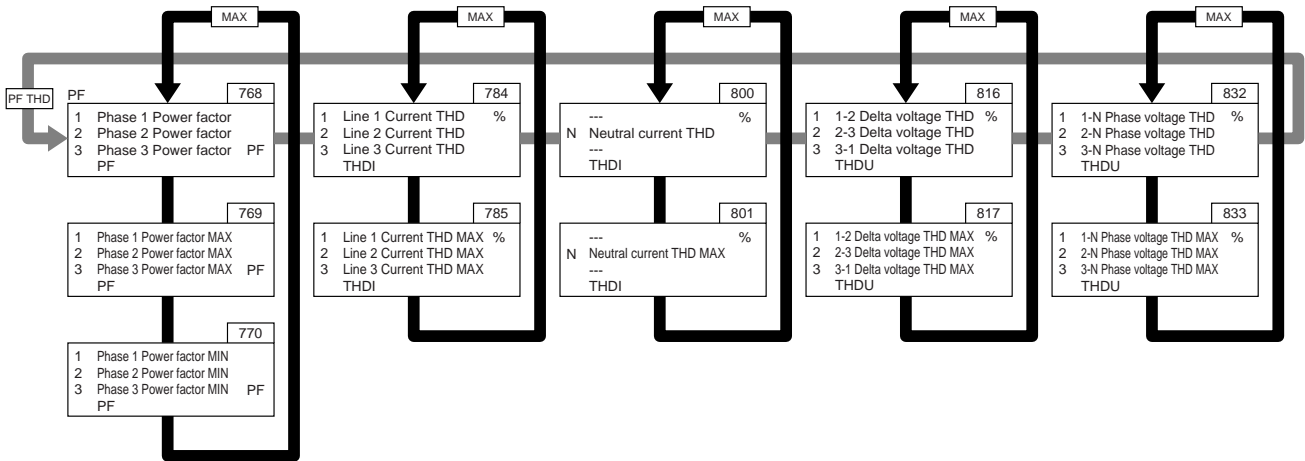 MAX
MAX
MAX
MAX
MAX
PF THD
PF
768
1 Phase 1 Power factor
2 Phase 2 Power factor
3 Phase 3 Power factor PF
PF
784
1 Line 1 Current THD %
2 Line 2 Current THD
3 Line 3 Current THD
THDI
800
--- %
N Neutral current THD
---
THDI
816
1 1-2 Delta voltage THD %
2 2-3 Delta voltage THD
3 3-1 Delta voltage THD
THDU
832
1 1-N Phase voltage THD %
2 2-N Phase voltage THD
3 3-N Phase voltage THD
THDU
769
1 Phase 1 Power factor MAX
2 Phase 2 Power factor MAX
3 Phase 3 Power factor MAX PF
PF
785
1 Line 1 Current THD MAX %
2 Line 2 Current THD MAX
3 Line 3 Current THD MAX
THDI
801
--- %
N Neutral current THD MAX
---
THDI
817
1 1-2 Delta voltage THD MAX %
2 2-3 Delta voltage THD MAX
3 3-1 Delta voltage THD MAX
THDU
833
1 1-N Phase voltage THD MAX %
2 2-N Phase voltage THD MAX
3 3-N Phase voltage THD MAX
THDU
770
1 Phase 1 Power factor MIN
2 Phase 2 Power factor MIN
3 Phase 3 Power factor MIN PF
PF